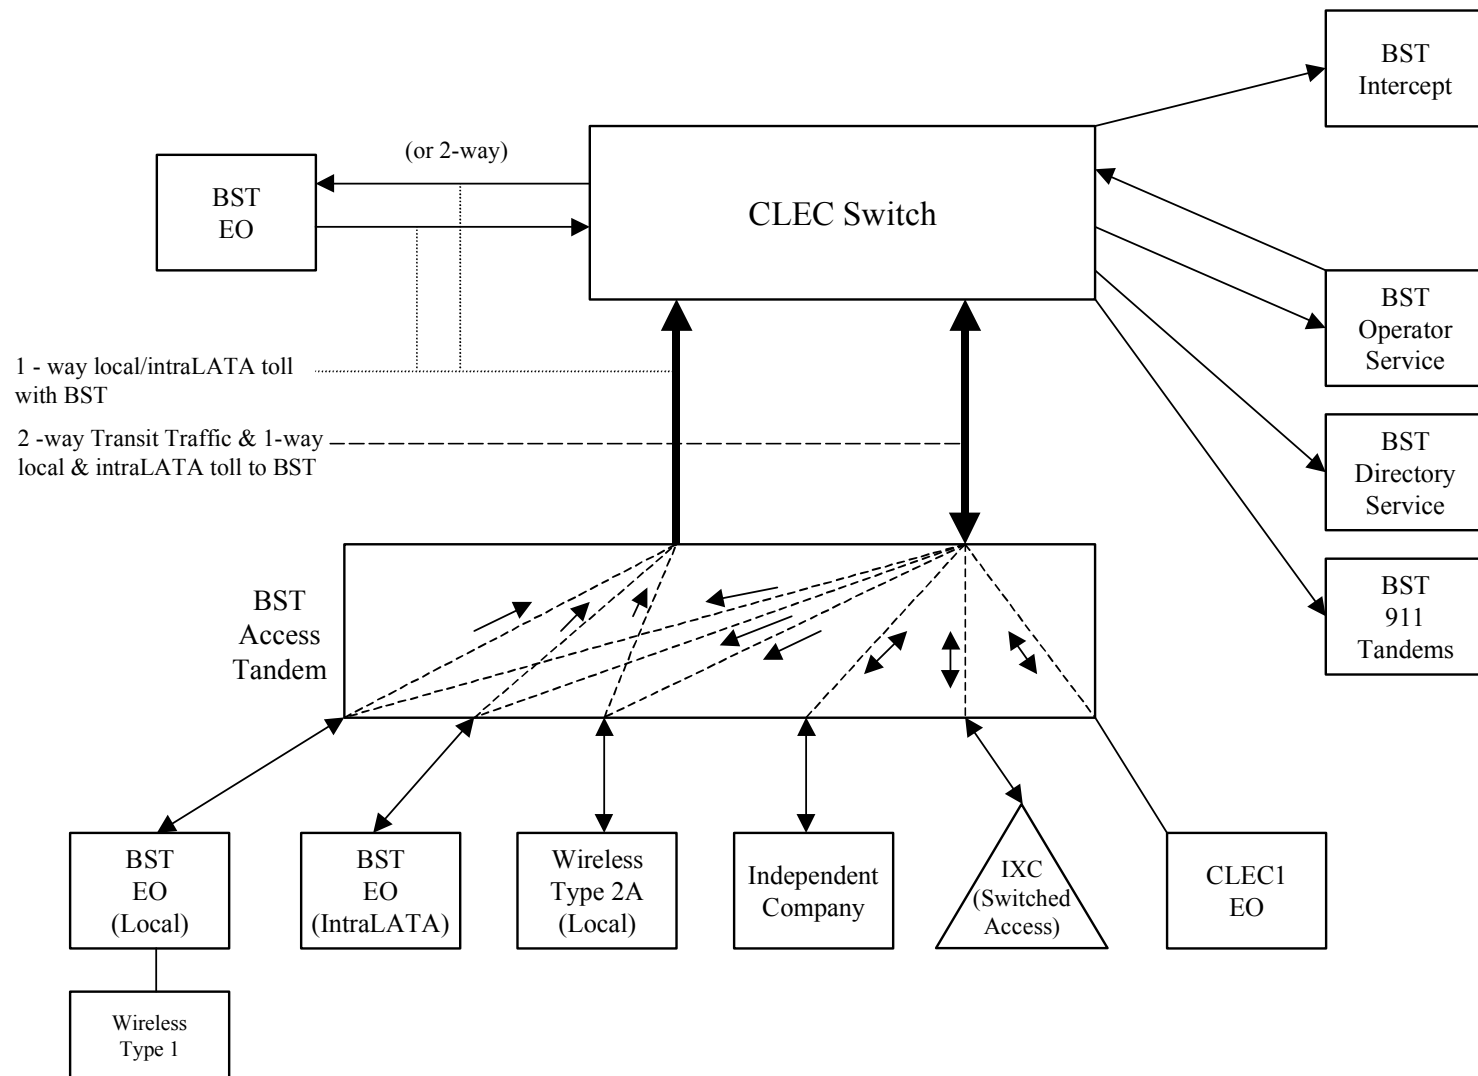 BST
Intercept
(or 2-way)
BST
EO
CLEC Switch
BST
Operator
Service
1 - way local/intraLATA toll
with BST
2 -way Transit Traffic & 1-way
local & intraLATA toll to BST
BST
Directory
Service
BST
911
Tandems
BST
Access
Tandem
BST
EO
(Local)
BST
EO
(IntraLATA)
Wireless
Type 2A
(Local)
Independent
Company
IXC
(Switched
Access)
CLEC1
EO
Wireless
Type 1